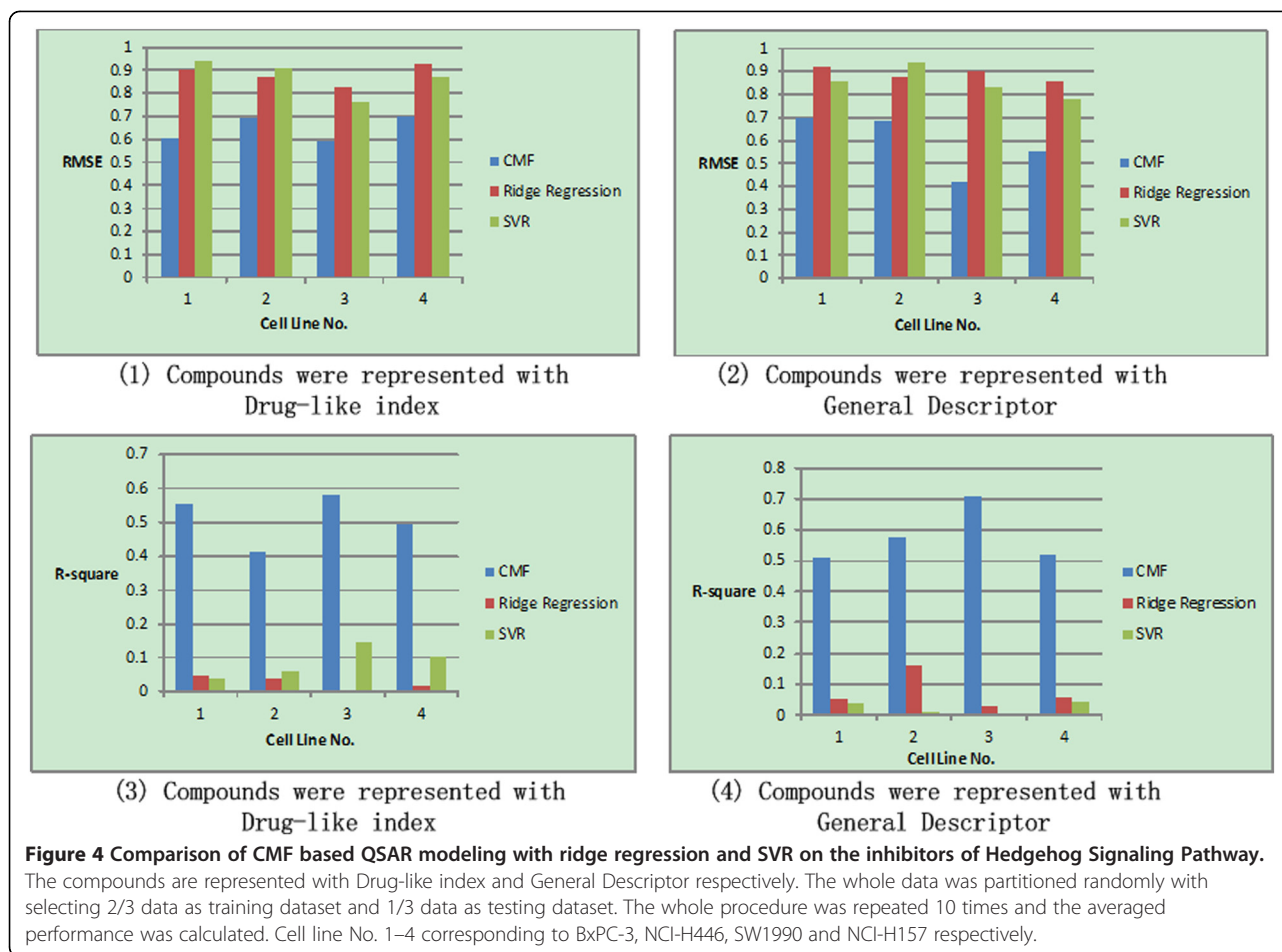 1
0.9
0.8
0.7
0.6
RMSE 0.5
0.4
0.3
0.2
0.1
0
1 2 3 4
Cell Line No.
CMF
Ridge Regression
SVR
(1) Compounds were represented with
Drug-like index
1
0.9
0.8
0.7
0.6
RMSE 0.5
0.4
0.3
0.2
0.1
0
1 2 3 4
Cell Line No.
CMF
Ridge Regression
SVR
(2) Compounds were represented with
General Descriptor
0.7
0.6
0.5
0.4
R-square
0.3
0.2
0.1
0
1 2 3 4
Cell Line No.
CMF
Ridge Regression
SVR
(3) Compounds were represented with
Drug-like index
0.8
0.7
0.6
0.5
R-square 0.4
0.3
0.2
0.1
0
1 2 3 4
Cell Line No.
CMF
Ridge Regression
SVR
(4) Compounds were represented with
General Descriptor
Figure 4 Comparison of CMF based QSAR modeling with ridge regression and SVR on the inhibitors of Hedgehog Signaling Pathway.
The compounds are represented with Drug-like index and General Descriptor respectively. The whole data was partitioned randomly with
selecting 2/3 data as training dataset and 1/3 data as testing dataset. The whole procedure was repeated 10 times and the averaged
performance was calculated. Cell line No. 1–4 corresponding to BxPC-3, NCI-H446, SW1990 and NCI-H157 respectively.